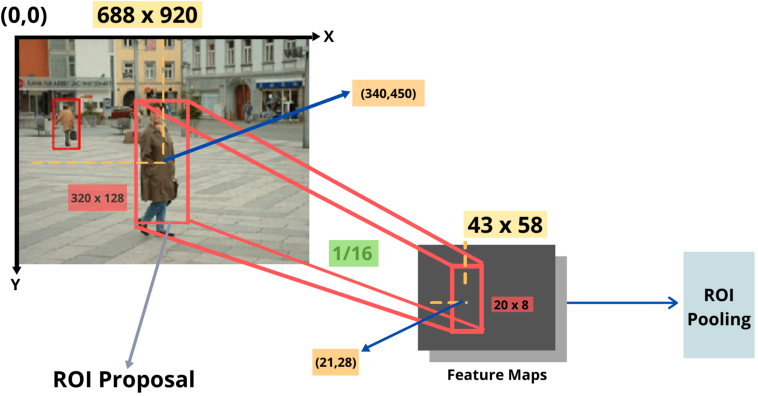 (0,0)
688 x 920
X
(340,450)
320 x 128
43 x 58
1/16
Y
20 x 8
ROI
Pooling
(21,28)
ROI Proposal
Feature Maps